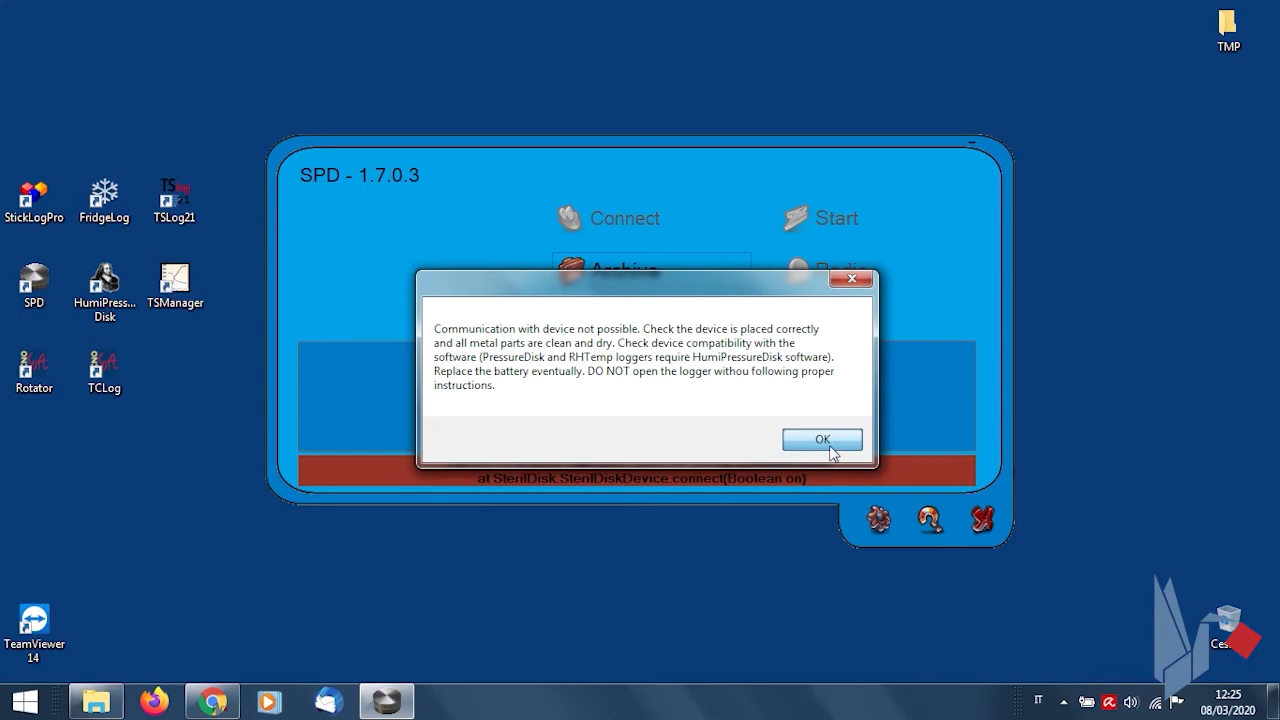 TMP
SPD - 1.7.0.3
Connect
Start
Archive
StickLogPro
FridgeLog
TSLog21
SPD
HumiPress...
Disk
TSManager
Communication with device not possible. Check the device is placed correctly
and all metal parts are clean and dry. Check device compatibility with the
software (PressureDisk and RHTemp loggers require HumiPressureDisk software).
Replace the battery eventually. DO NOT open the logger withou following proper
instructions.
Rotator
TCLog
OK
at SterilDisk.SterilDiskDevice.connect(Boolean on)
TeamViewer
14
IT
12:25
08/03/2020